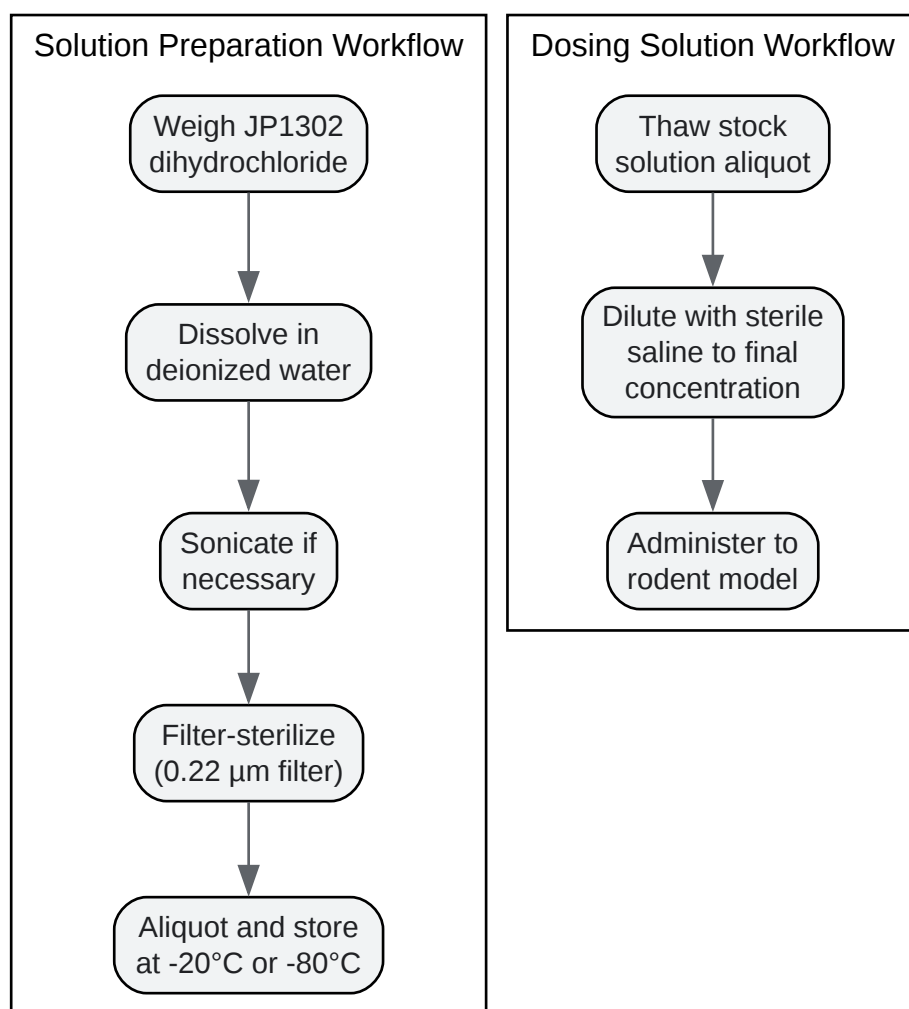 Solution Preparation Workflow
Weigh JP1302
dihydrochloride
Dissolve in
deionized water
Sonicate if
necessary
Filter-sterilize
(0.22 µm filter)
Aliquot and store
at -20°C or -80°C
Dosing Solution Workflow
Thaw stock
solution aliquot
Dilute with sterile
saline to final
concentration
Administer to
rodent model